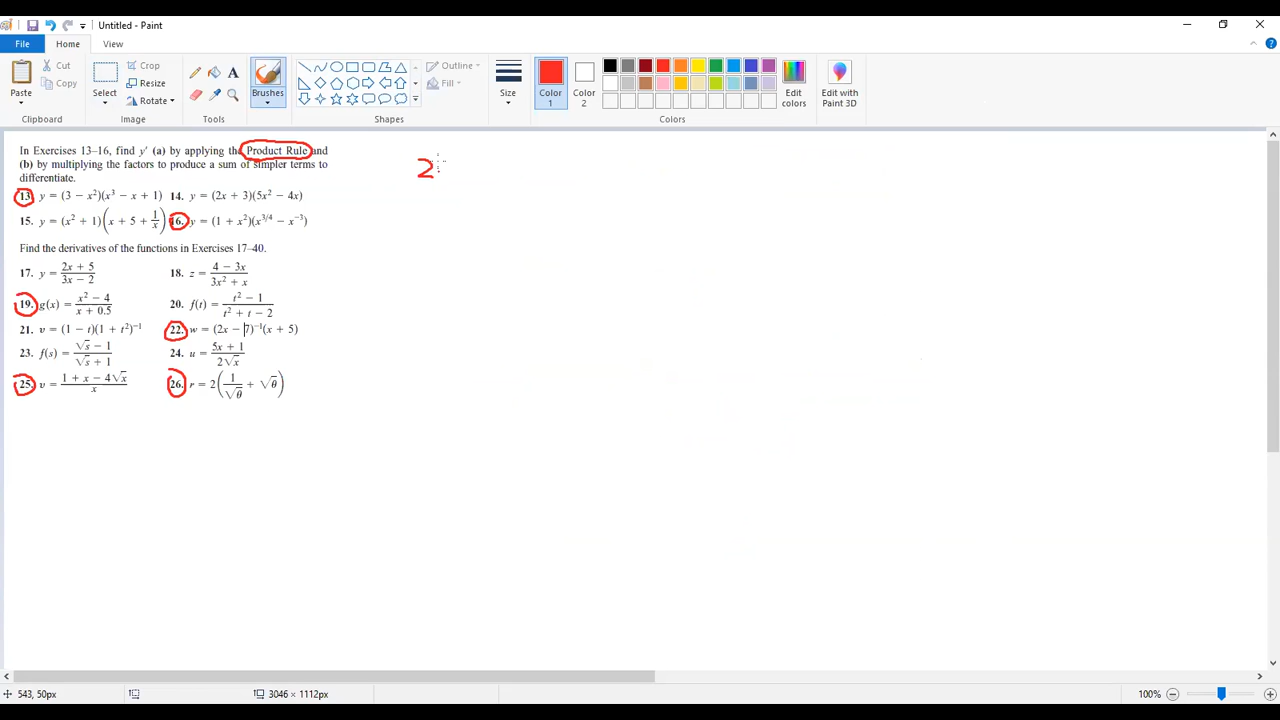 Untitled - Paint
File Home View
Paste
Cut
Copy
Clipboard
Select
Crop
Resize
Rotate
Image
Tools
Brushes
Shapes
Outline
Fill
Size
Color 1
Color 2
Edit colors
Edit with Paint 3D
Colors
In Exercises 13–16, find y′ (a) by applying the Product Rule and
(b) by multiplying the factors to produce a sum of simpler terms to
differentiate.
13. y = (3 − x²)(x³ − x + 1) 14. y = (2x + 3)(5x² − 4x)
15. y = (x² + 1)(x + 5 + 1/x) 16. y = (1 + x²)(x^{3/4} − x^{−3})
Find the derivatives of the functions in Exercises 17–40.
17. y = (2x + 5)/(3x − 2) 18. z = (4 − 3x)/(3x² + x)
19. g(x) = (x² − 4)/(x + 0.5) 20. f(t) = (t² − 1)/(t² + t − 2)
21. v = (1 − t)(1 + t²)^{−1} 22. w = (2x − 7)^{−1}(x + 5)
23. f(s) = (√s − 1)/(√s + 1) 24. u = (5x + 1)/(2√x)
25. v = (1 + x − 4√x)/x 26. r = 2(1/√θ + √θ)
2
543, 50px
3046 × 1112px
100%